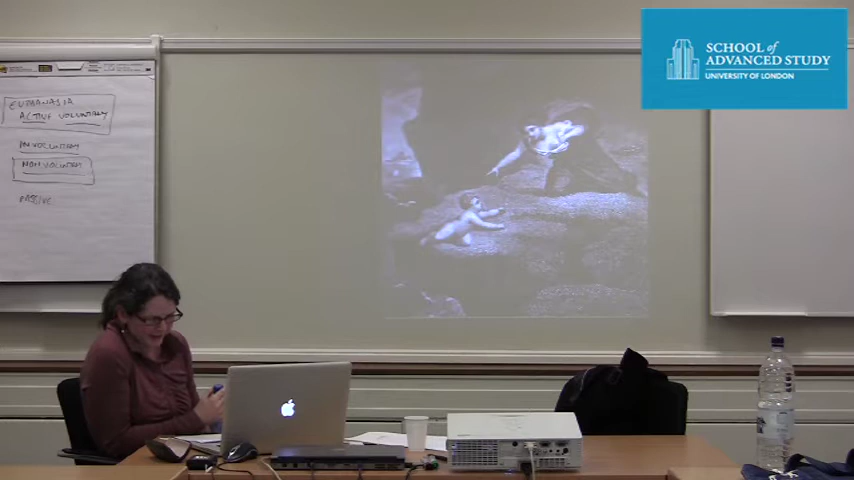 EUTHANASIA
ACTIVE VOLUNTARY
INVOLUNTARY
NON VOLUNTARY
PASSIVE
SCHOOL of
ADVANCED STUDY
UNIVERSITY OF LONDON